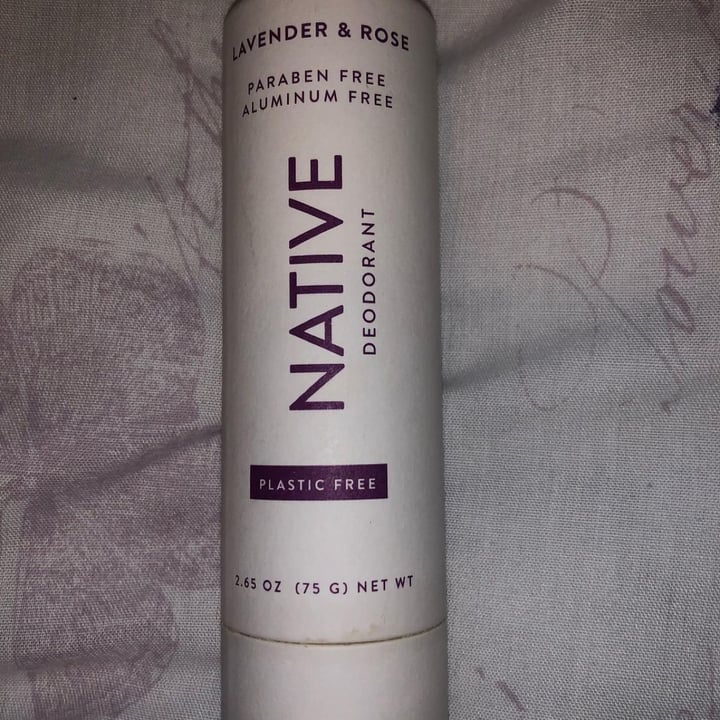 LAVENDER & ROSE
PARABEN FREE
ALUMINUM FREE
NATIVE
DEODORANT
PLASTIC FREE
2.65 OZ (75 G) NET WT